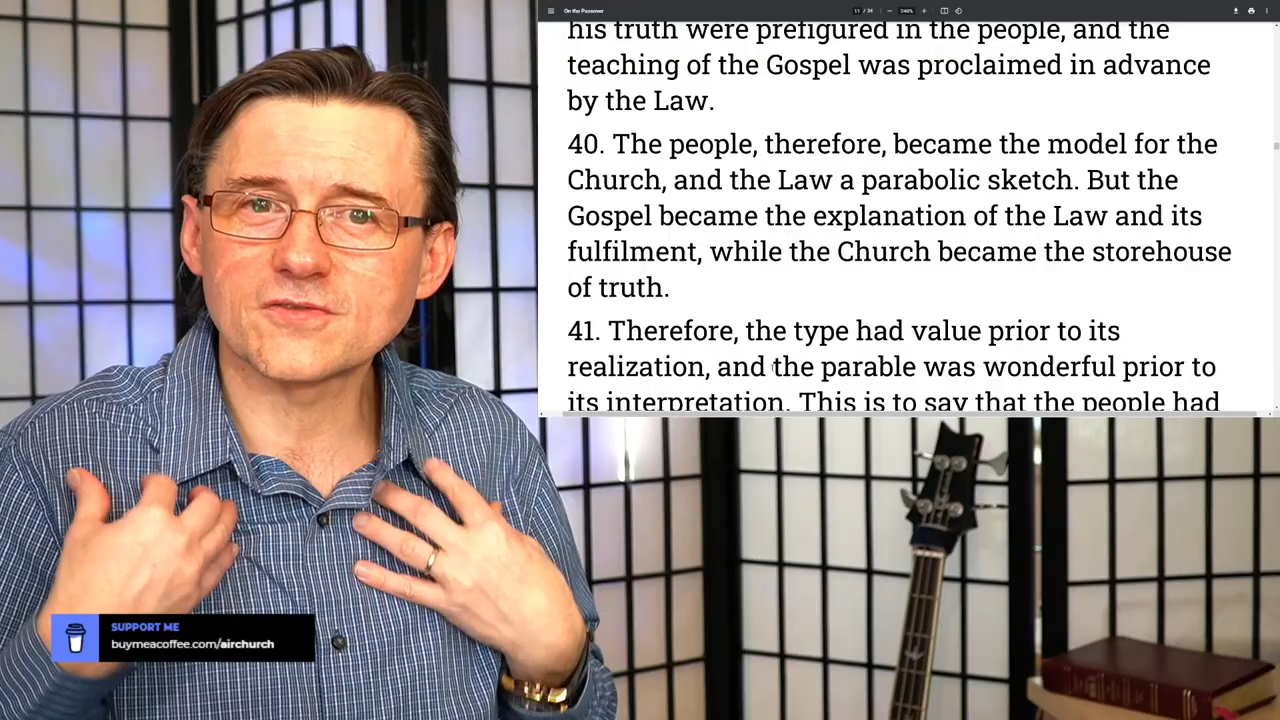 On the Passover
11 / 34
240%
his truth were prefigured in the people, and the
teaching of the Gospel was proclaimed in advance
by the Law.
40. The people, therefore, became the model for the
Church, and the Law a parabolic sketch. But the
Gospel became the explanation of the Law and its
fulfilment, while the Church became the storehouse
of truth.
41. Therefore, the type had value prior to its
realization, and the parable was wonderful prior to
its interpretation. This is to say that the people had
SUPPORT ME
buymeacoffee.com/airchurch